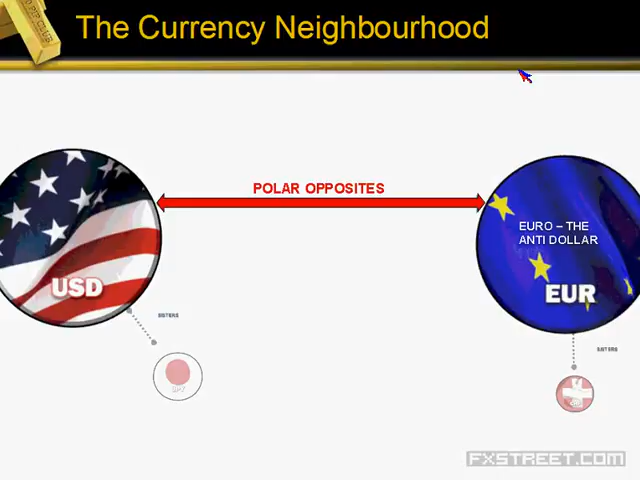 The Currency Neighbourhood
POLAR OPPOSITES
EURO – THE
ANTI DOLLAR
USD
EUR
SISTERS
SISTERS
FXSTREET.COM